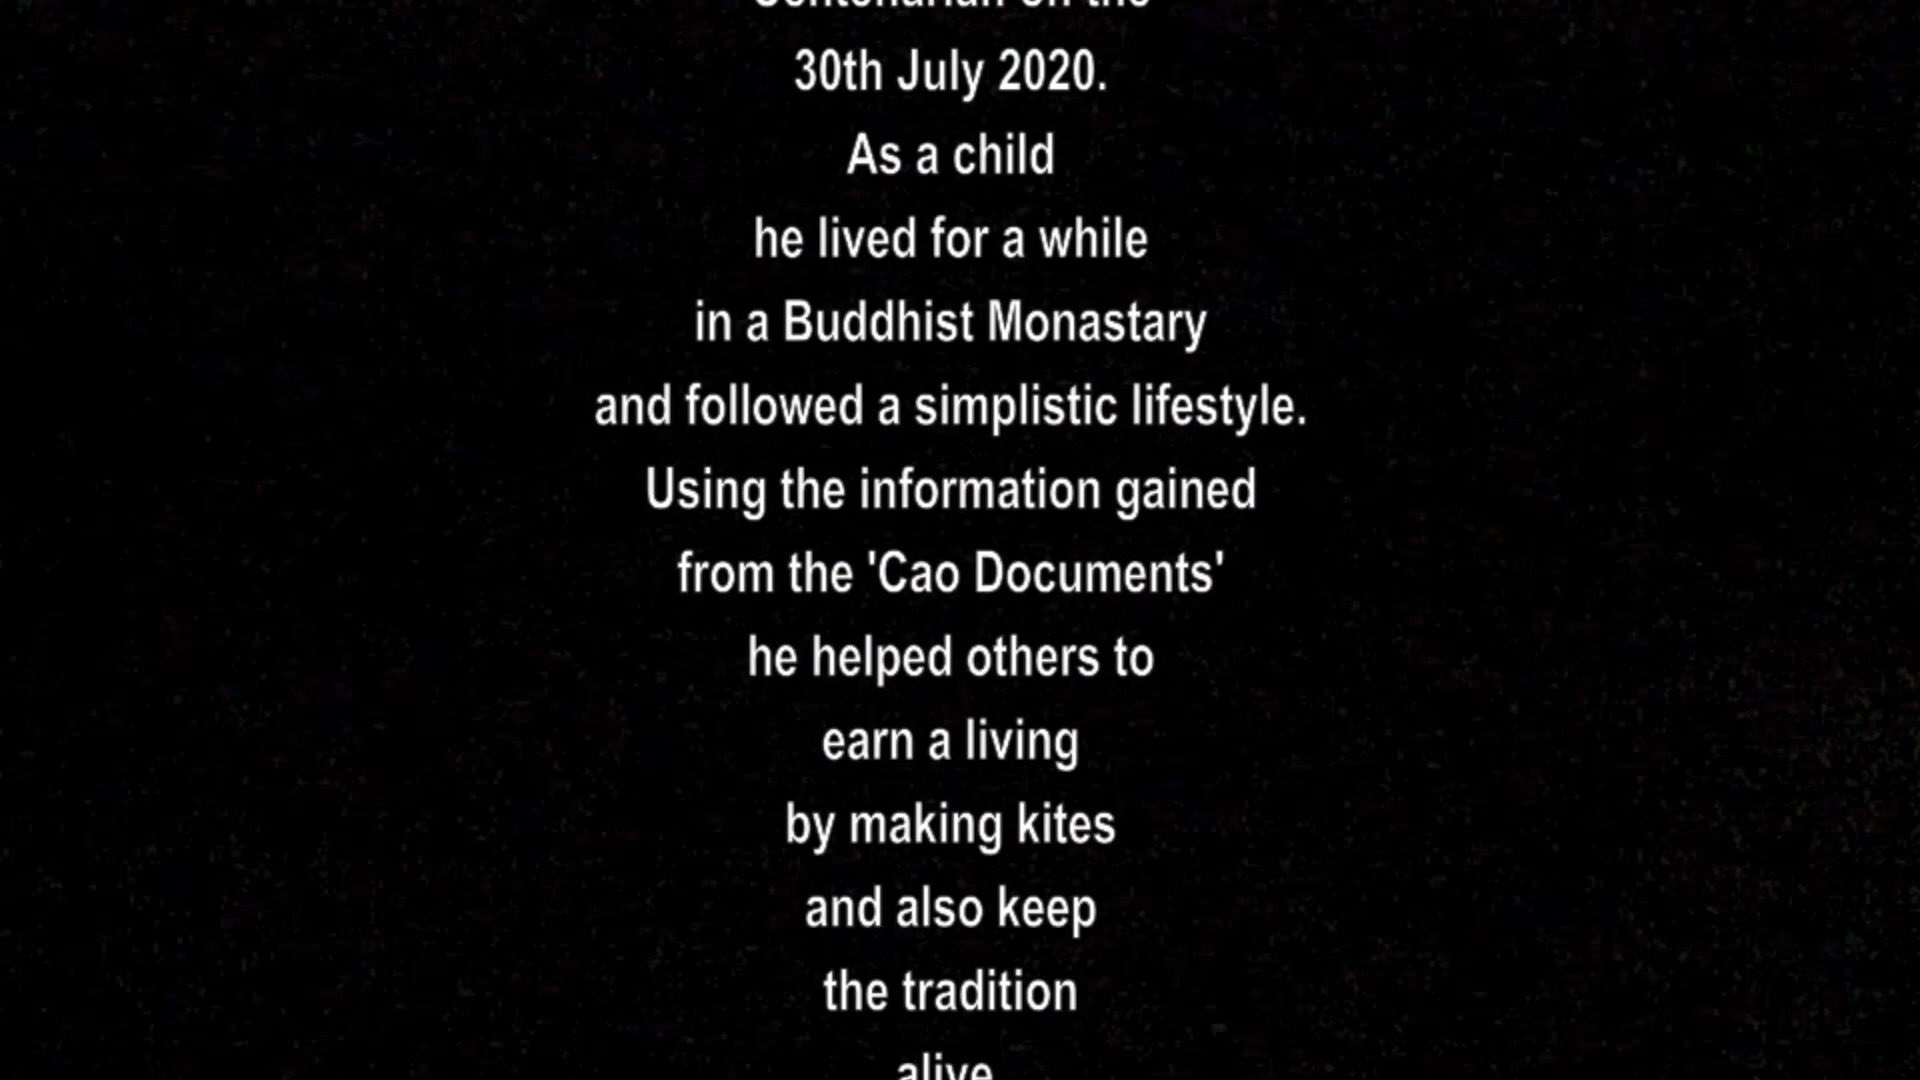 Centenarian on the
30th July 2020.
As a child
he lived for a while
in a Buddhist Monastary
and followed a simplistic lifestyle.
Using the information gained
from the 'Cao Documents'
he helped others to
earn a living
by making kites
and also keep
the tradition
alive